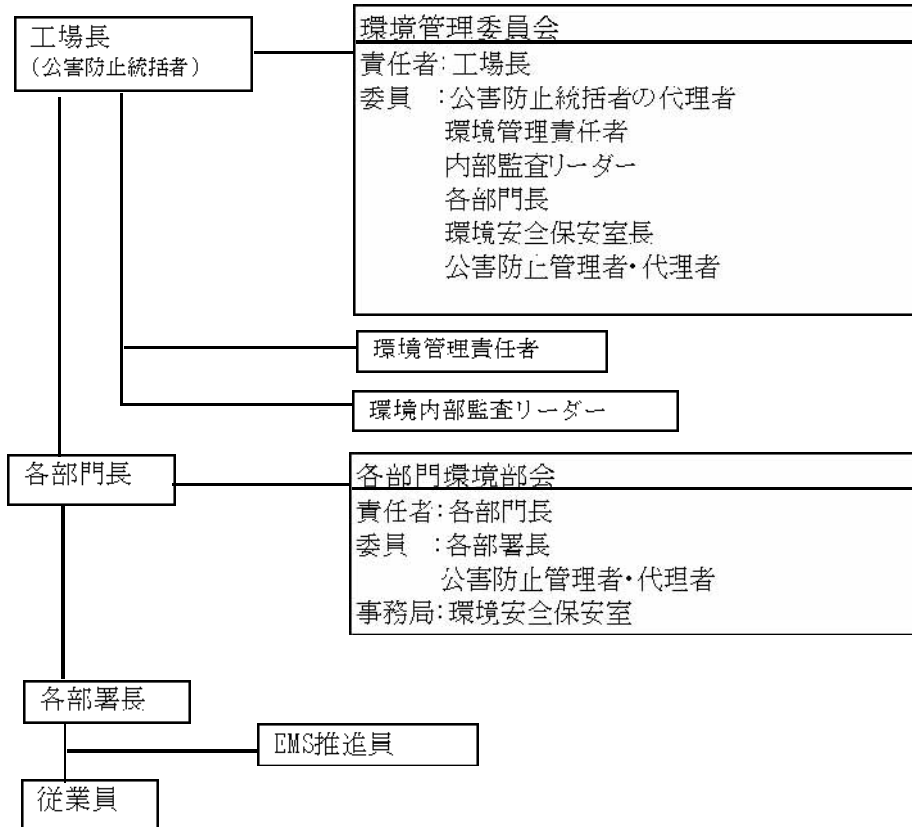 工場長
(公害防止統括者)
環境管理委員会
責任者:工場長
委員　:公害防止統括者の代理者
環境管理責任者
内部監査リーダー
各部門長
環境安全保安室長
公害防止管理者・代理者
環境管理責任者
環境内部監査リーダー
各部門長
各部門環境部会
責任者:各部門長
委員　:各部署長
公害防止管理者・代理者
事務局:環境安全保安室
各部署長
EMS推進員
従業員